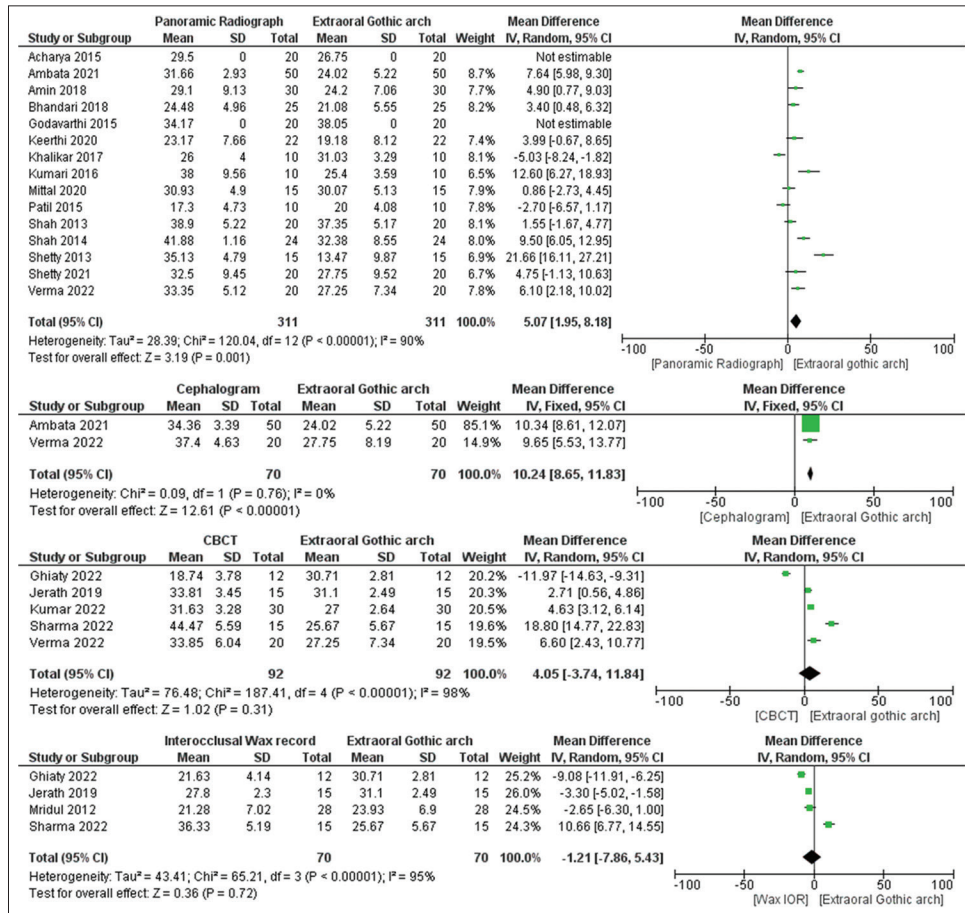 Panoramic Radiograph Extraoral Gothic arch Mean Difference Mean Difference
Study or Subgroup Mean SD Total Mean SD Total Weight IV, Random, 95% CI IV, Random, 95% CI
Acharya 2015 29.5 0 20 26.75 0 20 Not estimable
Ambata 2021 31.66 2.93 50 24.02 5.22 50 8.7% 7.64 [5.98, 9.30]
Amin 2018 29.1 9.13 30 24.2 7.06 30 7.7% 4.90 [0.77, 9.03]
Bhandari 2018 24.48 4.96 25 21.08 5.55 25 8.2% 3.40 [0.48, 6.32]
Godavarthi 2015 34.17 0 20 38.05 0 20 Not estimable
Keerthi 2020 23.17 7.66 22 19.18 8.12 22 7.4% 3.99 [-0.67, 8.65]
Khalikar 2017 26 4 10 31.03 3.29 10 8.1% -5.03 [-8.24, -1.82]
Kumari 2016 38 9.56 10 25.4 3.59 10 6.5% 12.60 [6.27, 18.93]
Mittal 2020 30.93 4.9 15 30.07 5.13 15 7.9% 0.86 [-2.73, 4.45]
Patil 2015 17.3 4.73 10 20 4.08 10 7.8% -2.70 [-6.57, 1.17]
Shah 2013 38.9 5.22 20 37.35 5.17 20 8.1% 1.55 [-1.67, 4.77]
Shah 2014 41.88 1.16 24 32.38 8.55 24 8.0% 9.50 [6.05, 12.95]
Shetty 2013 35.13 4.79 15 13.47 9.87 15 6.9% 21.66 [16.11, 27.21]
Shetty 2021 32.5 9.45 20 27.75 9.52 20 6.7% 4.75 [-1.13, 10.63]
Verma 2022 33.35 5.12 20 27.25 7.34 20 7.8% 6.10 [2.18, 10.02]
Total (95% CI) 311 311 100.0% 5.07 [1.95, 8.18]
Heterogeneity: Tau² = 28.39; Chi² = 120.04, df = 12 (P < 0.00001); I² = 90%
Test for overall effect: Z = 3.19 (P = 0.001)
-100 -50 0 50 100
[Panoramic Radiograph] [Extraoral Gothic arch]
Cephalogram Extraoral Gothic arch Mean Difference Mean Difference
Study or Subgroup Mean SD Total Mean SD Total Weight IV, Fixed, 95% CI IV, Fixed, 95% CI
Ambata 2021 34.36 3.39 50 24.02 5.22 50 85.1% 10.34 [8.61, 12.07]
Verma 2022 37.4 4.63 20 27.75 8.19 20 14.9% 9.65 [5.53, 13.77]
Total (95% CI) 70 70 100.0% 10.24 [8.65, 11.83]
Heterogeneity: Chi² = 0.09, df = 1 (P = 0.76); I² = 0%
Test for overall effect: Z = 12.61 (P < 0.00001)
-100 -50 0 50 100
[Cephalogram] [Extraoral Gothic arch]
CBCT Extraoral Gothic arch Mean Difference Mean Difference
Study or Subgroup Mean SD Total Mean SD Total Weight IV, Random, 95% CI IV, Random, 95% CI
Ghiaty 2022 18.74 3.78 12 30.71 2.81 12 20.2% -11.97 [-14.63, -9.31]
Jerath 2019 33.81 3.45 15 31.1 2.49 15 20.3% 2.71 [0.56, 4.86]
Kumar 2022 31.63 3.28 30 27 2.64 30 20.5% 4.63 [3.12, 6.14]
Sharma 2022 44.47 5.59 15 25.67 5.67 15 19.6% 18.80 [14.77, 22.83]
Verma 2022 33.85 6.04 20 27.25 7.34 20 19.5% 6.60 [2.43, 10.77]
Total (95% CI) 92 92 100.0% 4.05 [-3.74, 11.84]
Heterogeneity: Tau² = 76.48; Chi² = 187.41, df = 4 (P < 0.00001); I² = 98%
Test for overall effect: Z = 1.02 (P = 0.31)
-100 -50 0 50 100
[CBCT] [Extraoral gothic arch]
Interocclusal Wax record Extraoral Gothic arch Mean Difference Mean Difference
Study or Subgroup Mean SD Total Mean SD Total Weight IV, Random, 95% CI IV, Random, 95% CI
Ghiaty 2022 21.63 4.14 12 30.71 2.81 12 25.2% -9.08 [-11.91, -6.25]
Jerath 2019 27.8 2.3 15 31.1 2.49 15 26.0% -3.30 [-5.02, -1.58]
Mridul 2012 21.28 7.02 28 23.93 6.9 28 24.5% -2.65 [-6.30, 1.00]
Sharma 2022 36.33 5.19 15 25.67 5.67 15 24.3% 10.66 [6.77, 14.55]
Total (95% CI) 70 70 100.0% -1.21 [-7.86, 5.43]
Heterogeneity: Tau² = 43.41; Chi² = 65.21, df = 3 (P < 0.00001); I² = 95%
Test for overall effect: Z = 0.36 (P = 0.72)
-100 -50 0 50 100
[Wax IOR] [Extraoral Gothic arch]